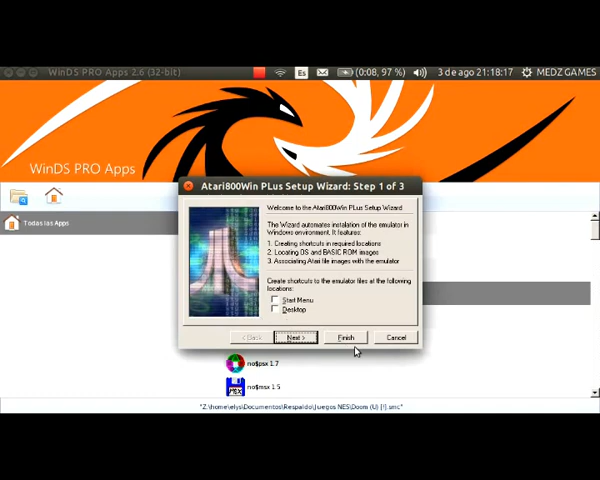 WinDS PRO Apps 2.6 (32-bit)
Es
(0:08, 97 %)
3 de ago 21:18:17
MEDZ GAMES
WinDS PRO Apps
Todas las Apps
Atari800Win PLus Setup Wizard: Step 1 of 3
Welcome to the Atari800Win PLus Setup Wizard
The Wizard automates installation of the emulator in
Windows environment. It features:
1. Creating shortcuts in required locations
2. Locating OS and BASIC ROM images
3. Associating Atari file images with the emulator
Create shortcuts to the emulator files at the following
locations:
Start Menu
Desktop
< Back
Next >
Finish
Cancel
no$psx 1.7
no$msx 1.5
"Z:\home\elys\Documentos\Respaldo\Juegos NES\Doom (U) [!].smc"